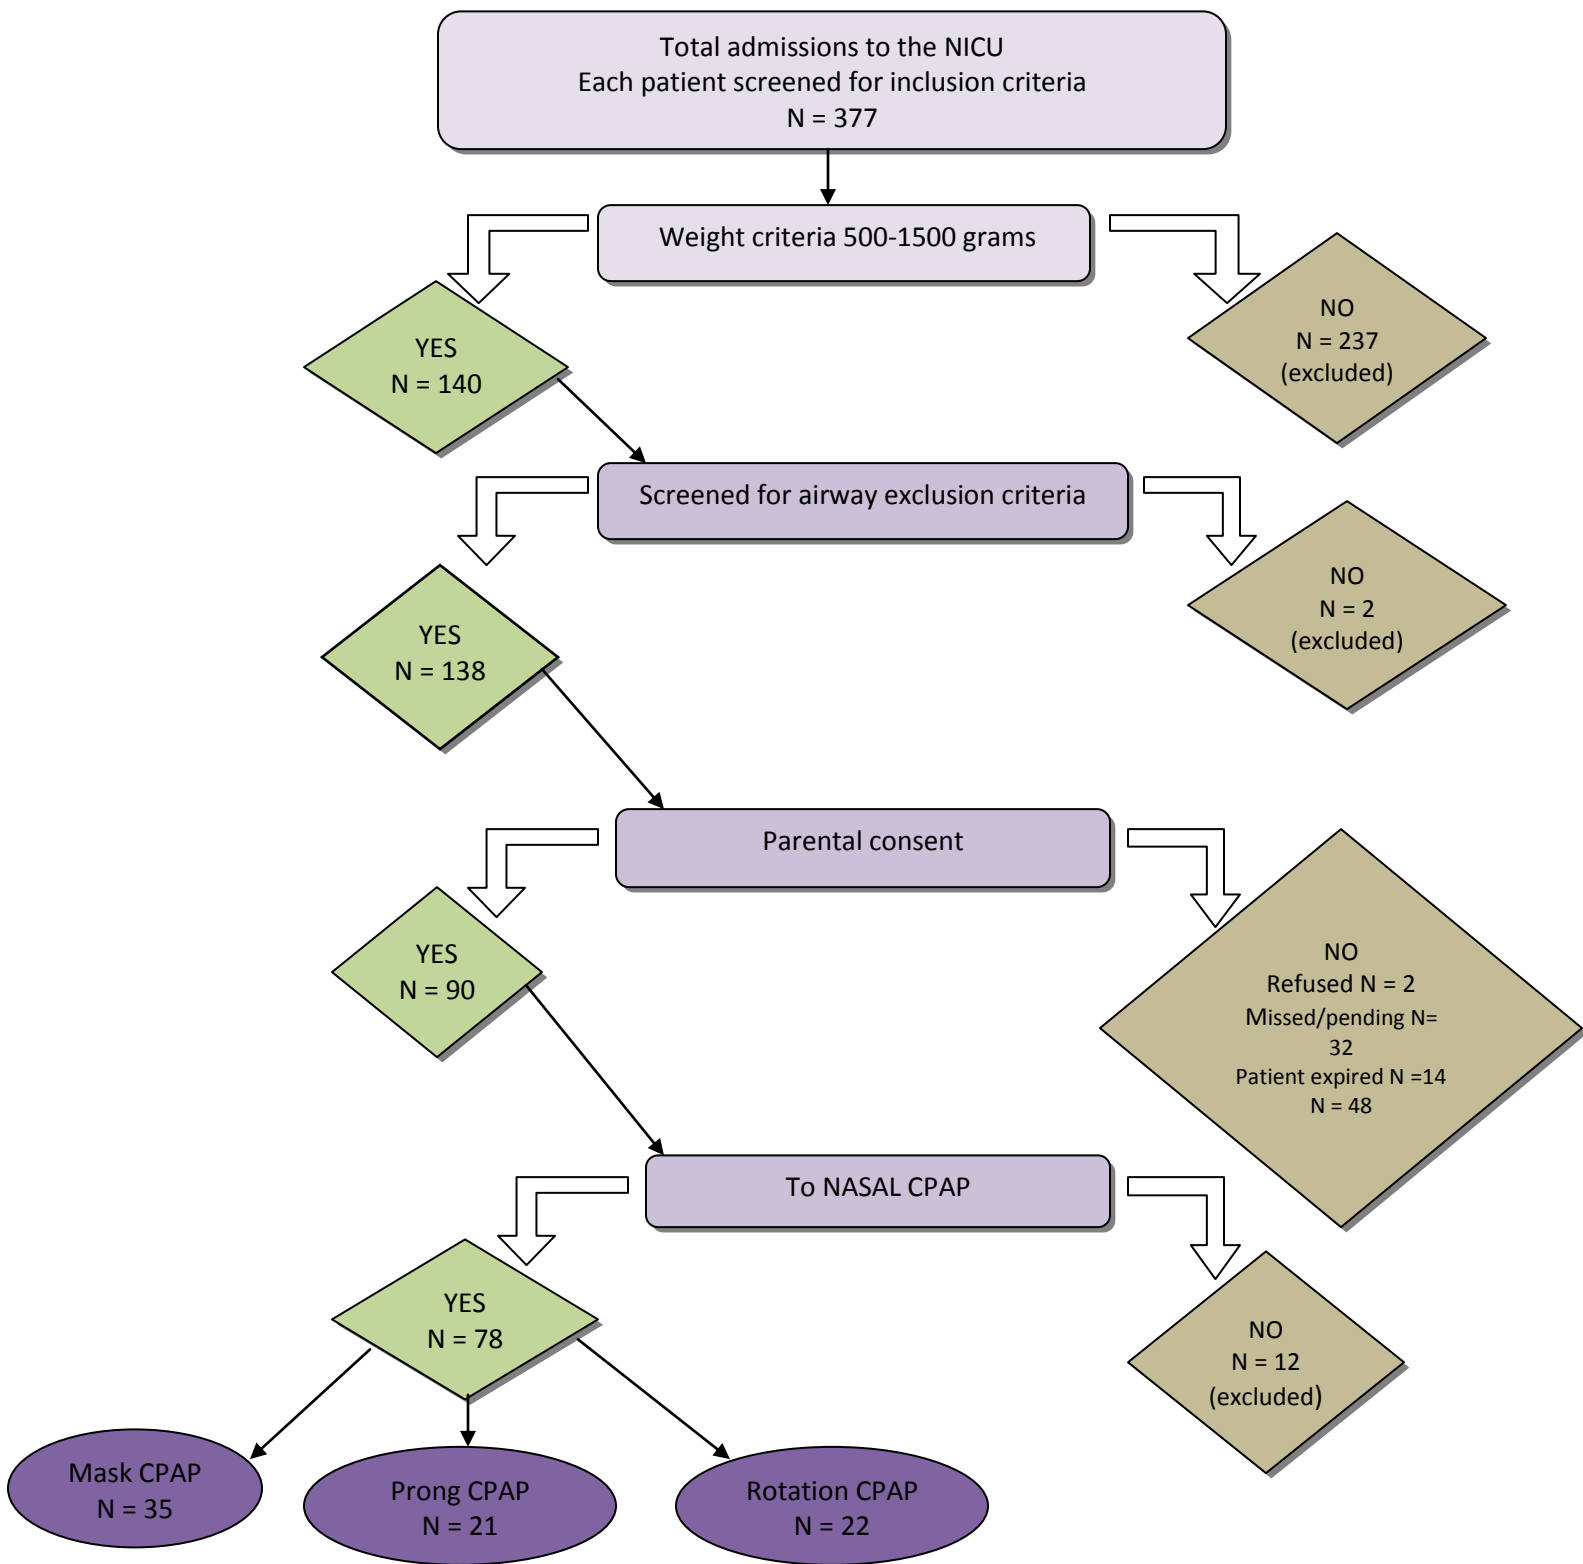 Total admissions to the NICU
Each patient screened for inclusion criteria
N = 377
Weight criteria 500-1500 grams
YES
N = 140
NO
N = 237
(excluded)
Screened for airway exclusion criteria
YES
N = 138
NO
N = 2
(excluded)
Parental consent
YES
N = 90
NO
Refused N = 2
Missed/pending N=
32
Patient expired N =14
N = 48
To NASAL CPAP
YES
N = 78
NO
N = 12
(excluded)
Mask CPAP
N = 35
Prong CPAP
N = 21
Rotation CPAP
N = 22